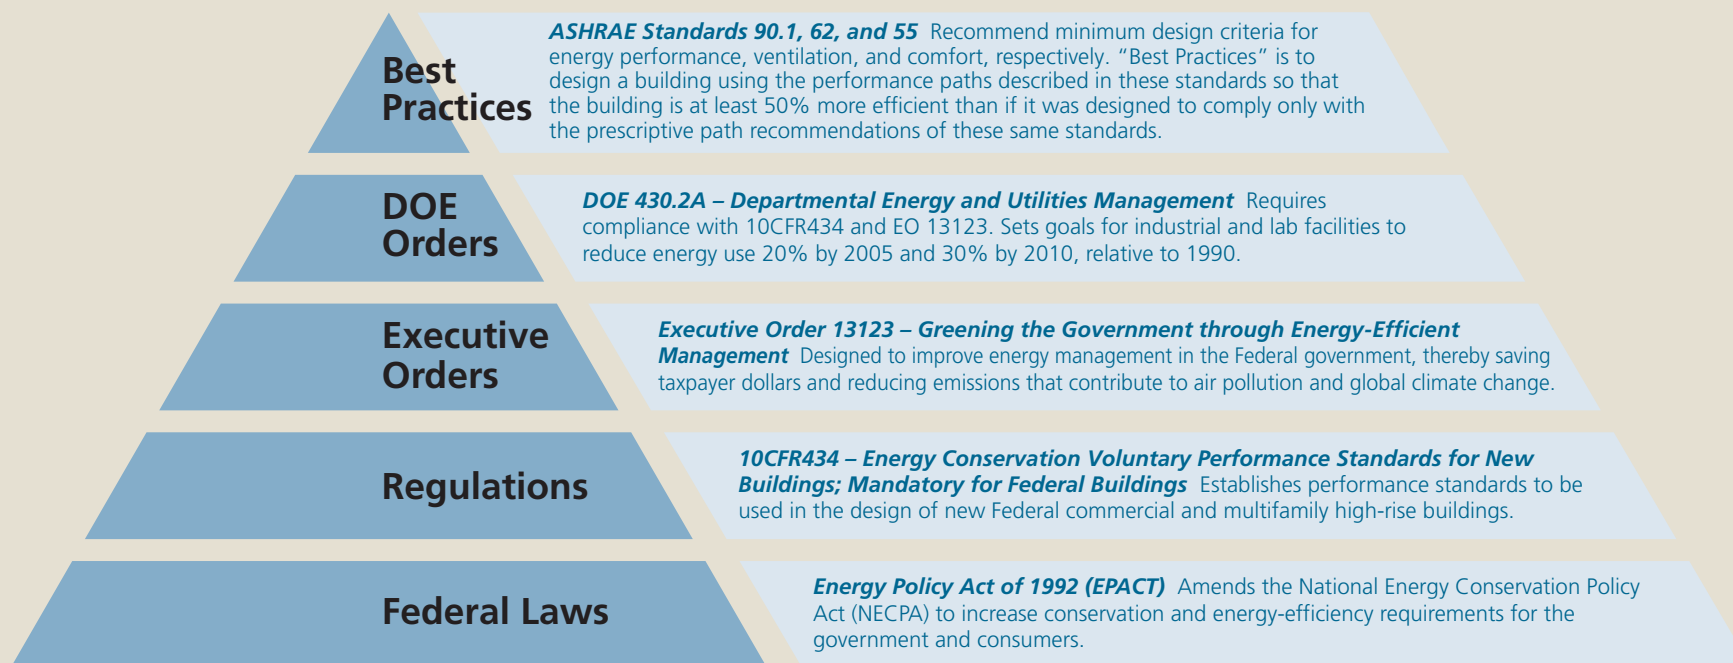 Best
Practices
ASHRAE Standards 90.1, 62, and 55 Recommend minimum design criteria for
energy performance, ventilation, and comfort, respectively. “Best Practices” is to
design a building using the performance paths described in these standards so that
the building is at least 50% more efficient than if it was designed to comply only with
the prescriptive path recommendations of these same standards.
DOE
Orders
DOE 430.2A – Departmental Energy and Utilities Management Requires
compliance with 10CFR434 and EO 13123. Sets goals for industrial and lab facilities to
reduce energy use 20% by 2005 and 30% by 2010, relative to 1990.
Executive
Orders
Executive Order 13123 – Greening the Government through Energy-Efficient
Management Designed to improve energy management in the Federal government, thereby saving
taxpayer dollars and reducing emissions that contribute to air pollution and global climate change.
Regulations
10CFR434 – Energy Conservation Voluntary Performance Standards for New
Buildings; Mandatory for Federal Buildings Establishes performance standards to be
used in the design of new Federal commercial and multifamily high-rise buildings.
Federal Laws
Energy Policy Act of 1992 (EPACT) Amends the National Energy Conservation Policy
Act (NECPA) to increase conservation and energy-efficiency requirements for the
government and consumers.